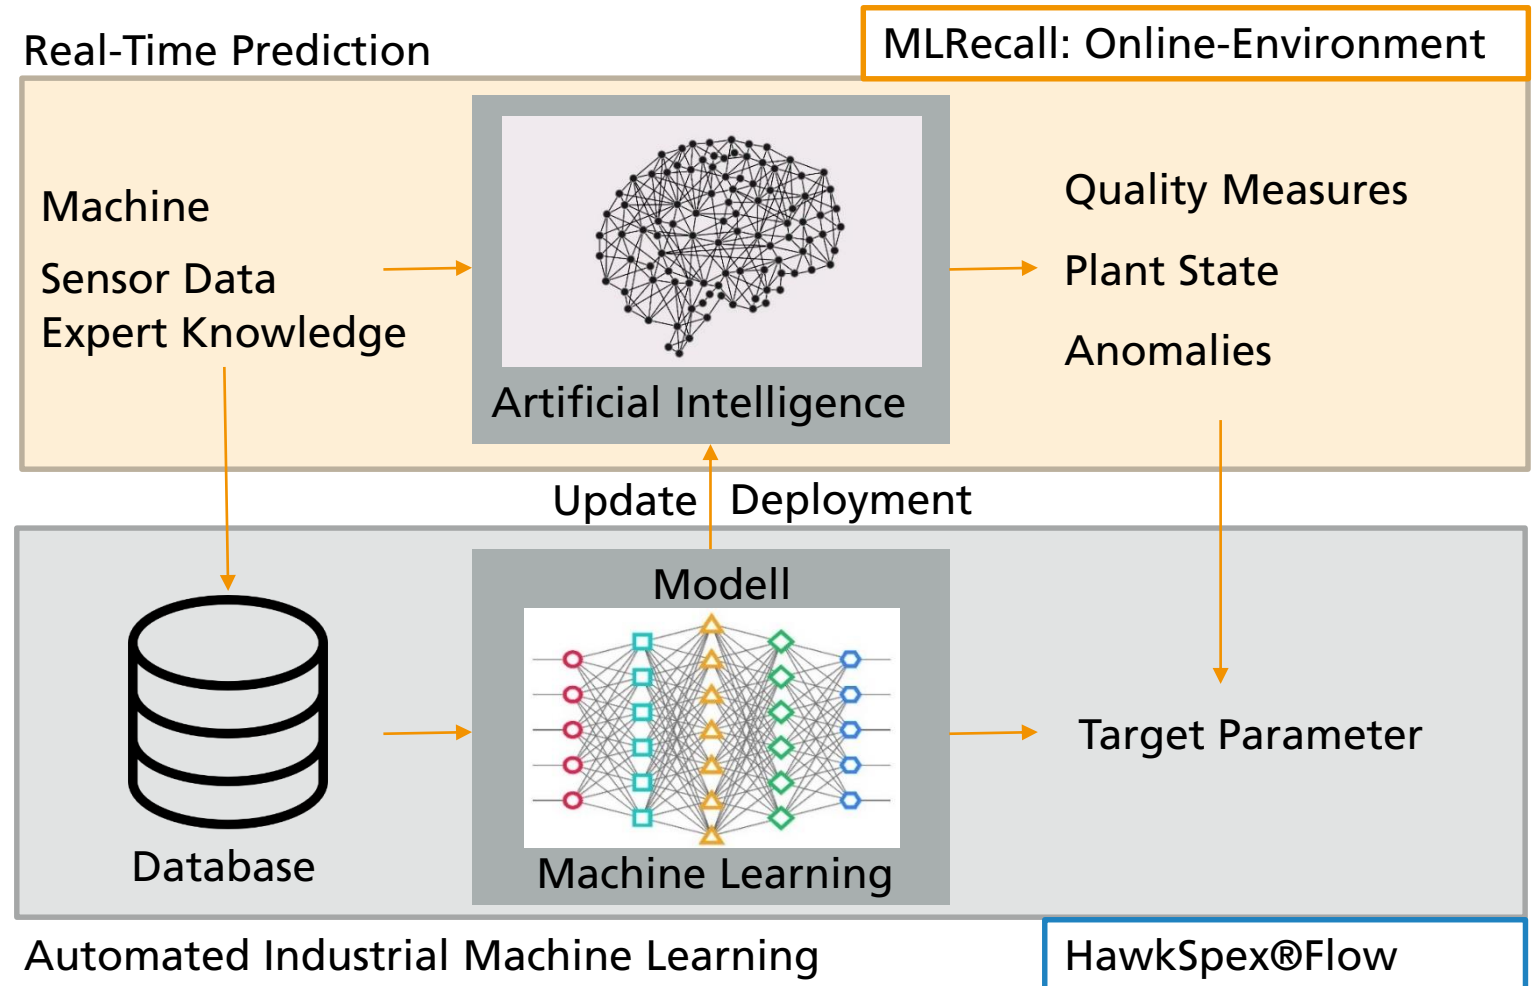 Real-Time Prediction
MLRecall: Online-Environment
Machine
Sensor Data
Expert Knowledge
Artificial Intelligence
Quality Measures
Plant State
Anomalies
Update Deployment
Modell
Database
Machine Learning
Target Parameter
Automated Industrial Machine Learning
HawkSpex®Flow